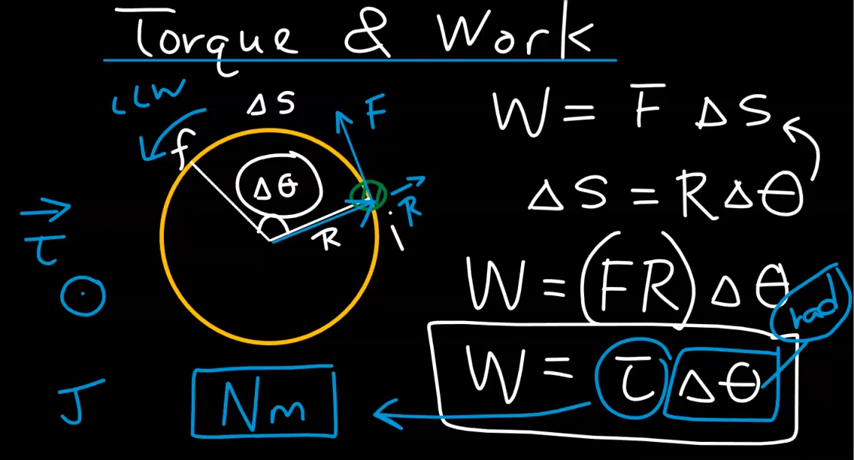 Torque & Work
CCW
Δs
F
f
Δθ
R
R
i
τ
J
Nm
W = F Δs
Δs = RΔθ
W = (FR) Δθ
rad
W = τ Δθ